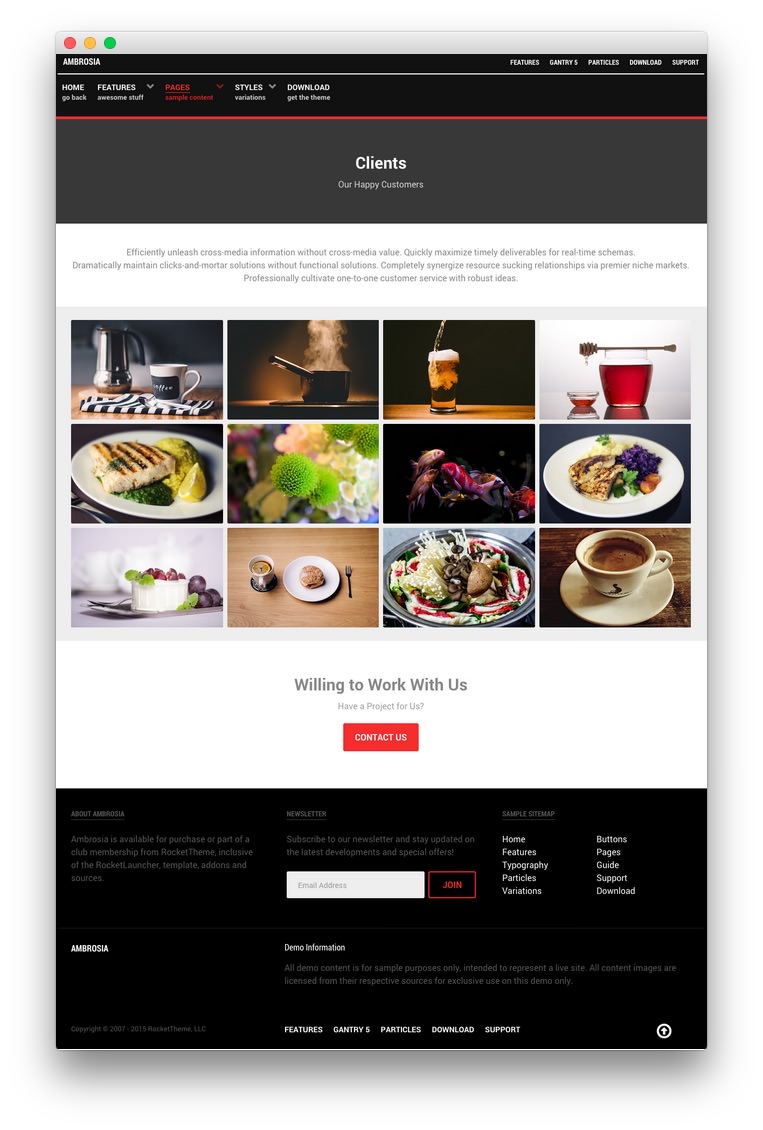 AMBROSIA
FEATURES GANTRY 5 PARTICLES DOWNLOAD SUPPORT
HOME FEATURES PAGES STYLES DOWNLOAD
go back awesome stuff sample content variations get the theme
Clients
Our Happy Customers
Efficiently unleash cross-media information without cross-media value. Quickly maximize timely deliverables for real-time schemas.
Dramatically maintain clicks-and-mortar solutions without functional solutions. Completely synergize resource sucking relationships via premier niche markets.
Professionally cultivate one-to-one customer service with robust ideas.
Coffee
Willing to Work With Us
Have a Project for Us?
CONTACT US
ABOUT AMBROSIA
Ambrosia is available for purchase or part of a
club membership from RocketTheme, inclusive
of the RocketLauncher, template, addons and
sources.
NEWSLETTER
Subscribe to our newsletter and stay updated on
the latest developments and special offers!
Email Address
JOIN
SAMPLE SITEMAP
Home Buttons
Features Pages
Typography Guide
Particles Support
Variations Download
AMBROSIA
Demo Information
All demo content is for sample purposes only, intended to represent a live site. All content images are
licensed from their respective sources for exclusive use on this demo only.
Copyright © 2007 - 2015 RocketTheme, LLC
FEATURES GANTRY 5 PARTICLES DOWNLOAD SUPPORT